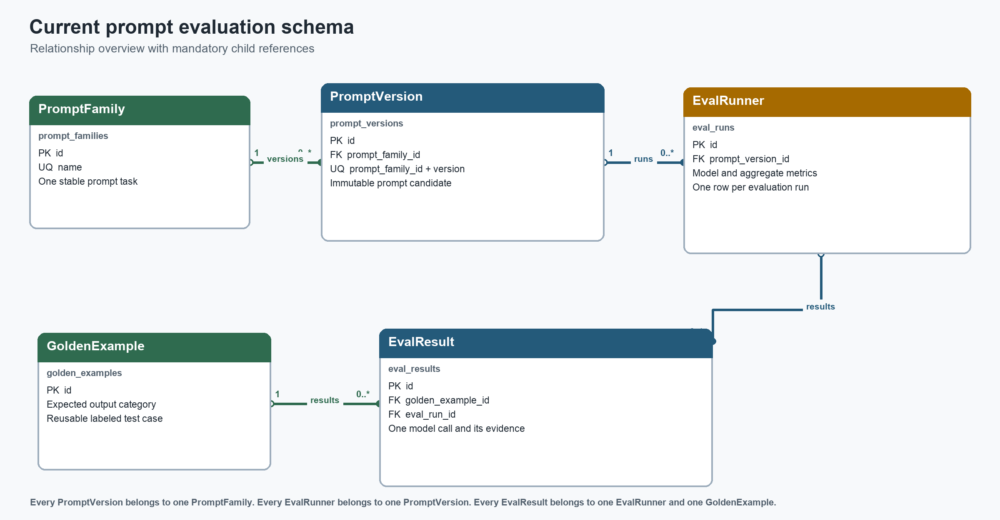 Current prompt evaluation schema
Relationship overview with mandatory child references
PromptFamily
prompt_families
PK id
UQ name
One stable prompt task
1
versions
PromptVersion
prompt_versions
PK id
FK prompt_family_id
UQ prompt_family_id + version
Immutable prompt candidate
1
runs
0..*
EvalRunner
eval_runs
PK id
FK prompt_version_id
Model and aggregate metrics
One row per evaluation run
results
GoldenExample
golden_examples
PK id
Expected output category
Reusable labeled test case
1
results
0..*
EvalResult
eval_results
PK id
FK golden_example_id
FK eval_run_id
One model call and its evidence
Every PromptVersion belongs to one PromptFamily. Every EvalRunner belongs to one PromptVersion. Every EvalResult belongs to one EvalRunner and one GoldenExample.